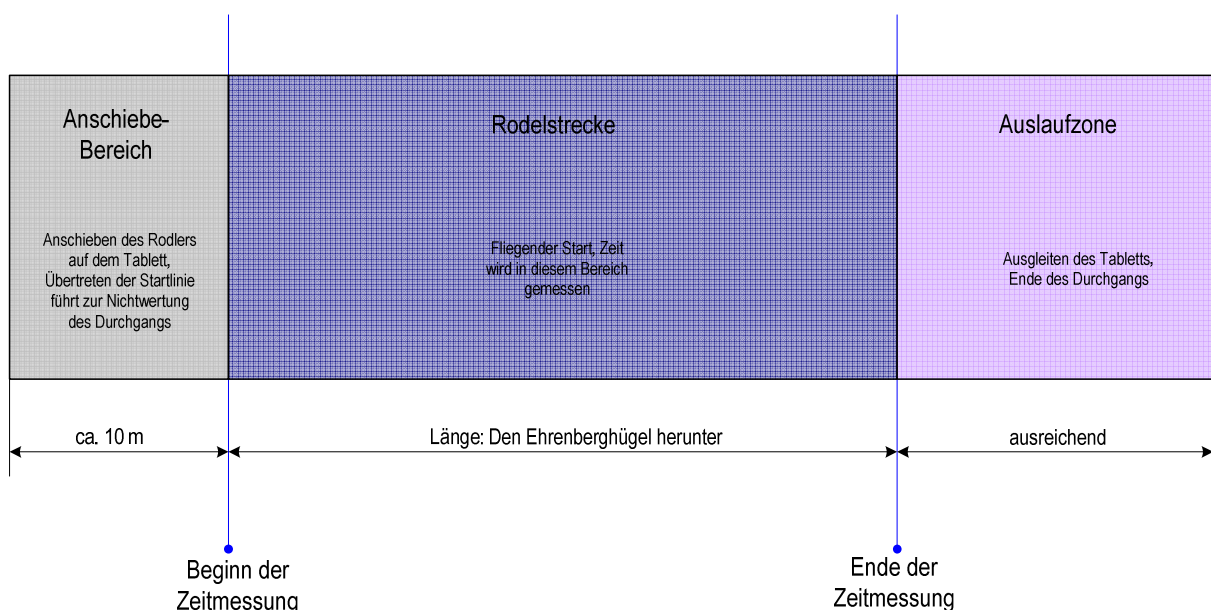 Anschiebe-
Bereich
Rodelstrecke
Auslaufzone
Anschieben des Rodlers
auf dem Tablett,
Übertreten der Startlinie
führt zur Nichtwertung
des Durchgangs
Fliegender Start, Zeit
wird in diesem Bereich
gemessen
Ausgleiten des Tabletts,
Ende des Durchgangs
ca. 10 m
Länge: Den Ehrenberghügel herunter
ausreichend
Beginn der
Zeitmessung
Ende der
Zeitmessung